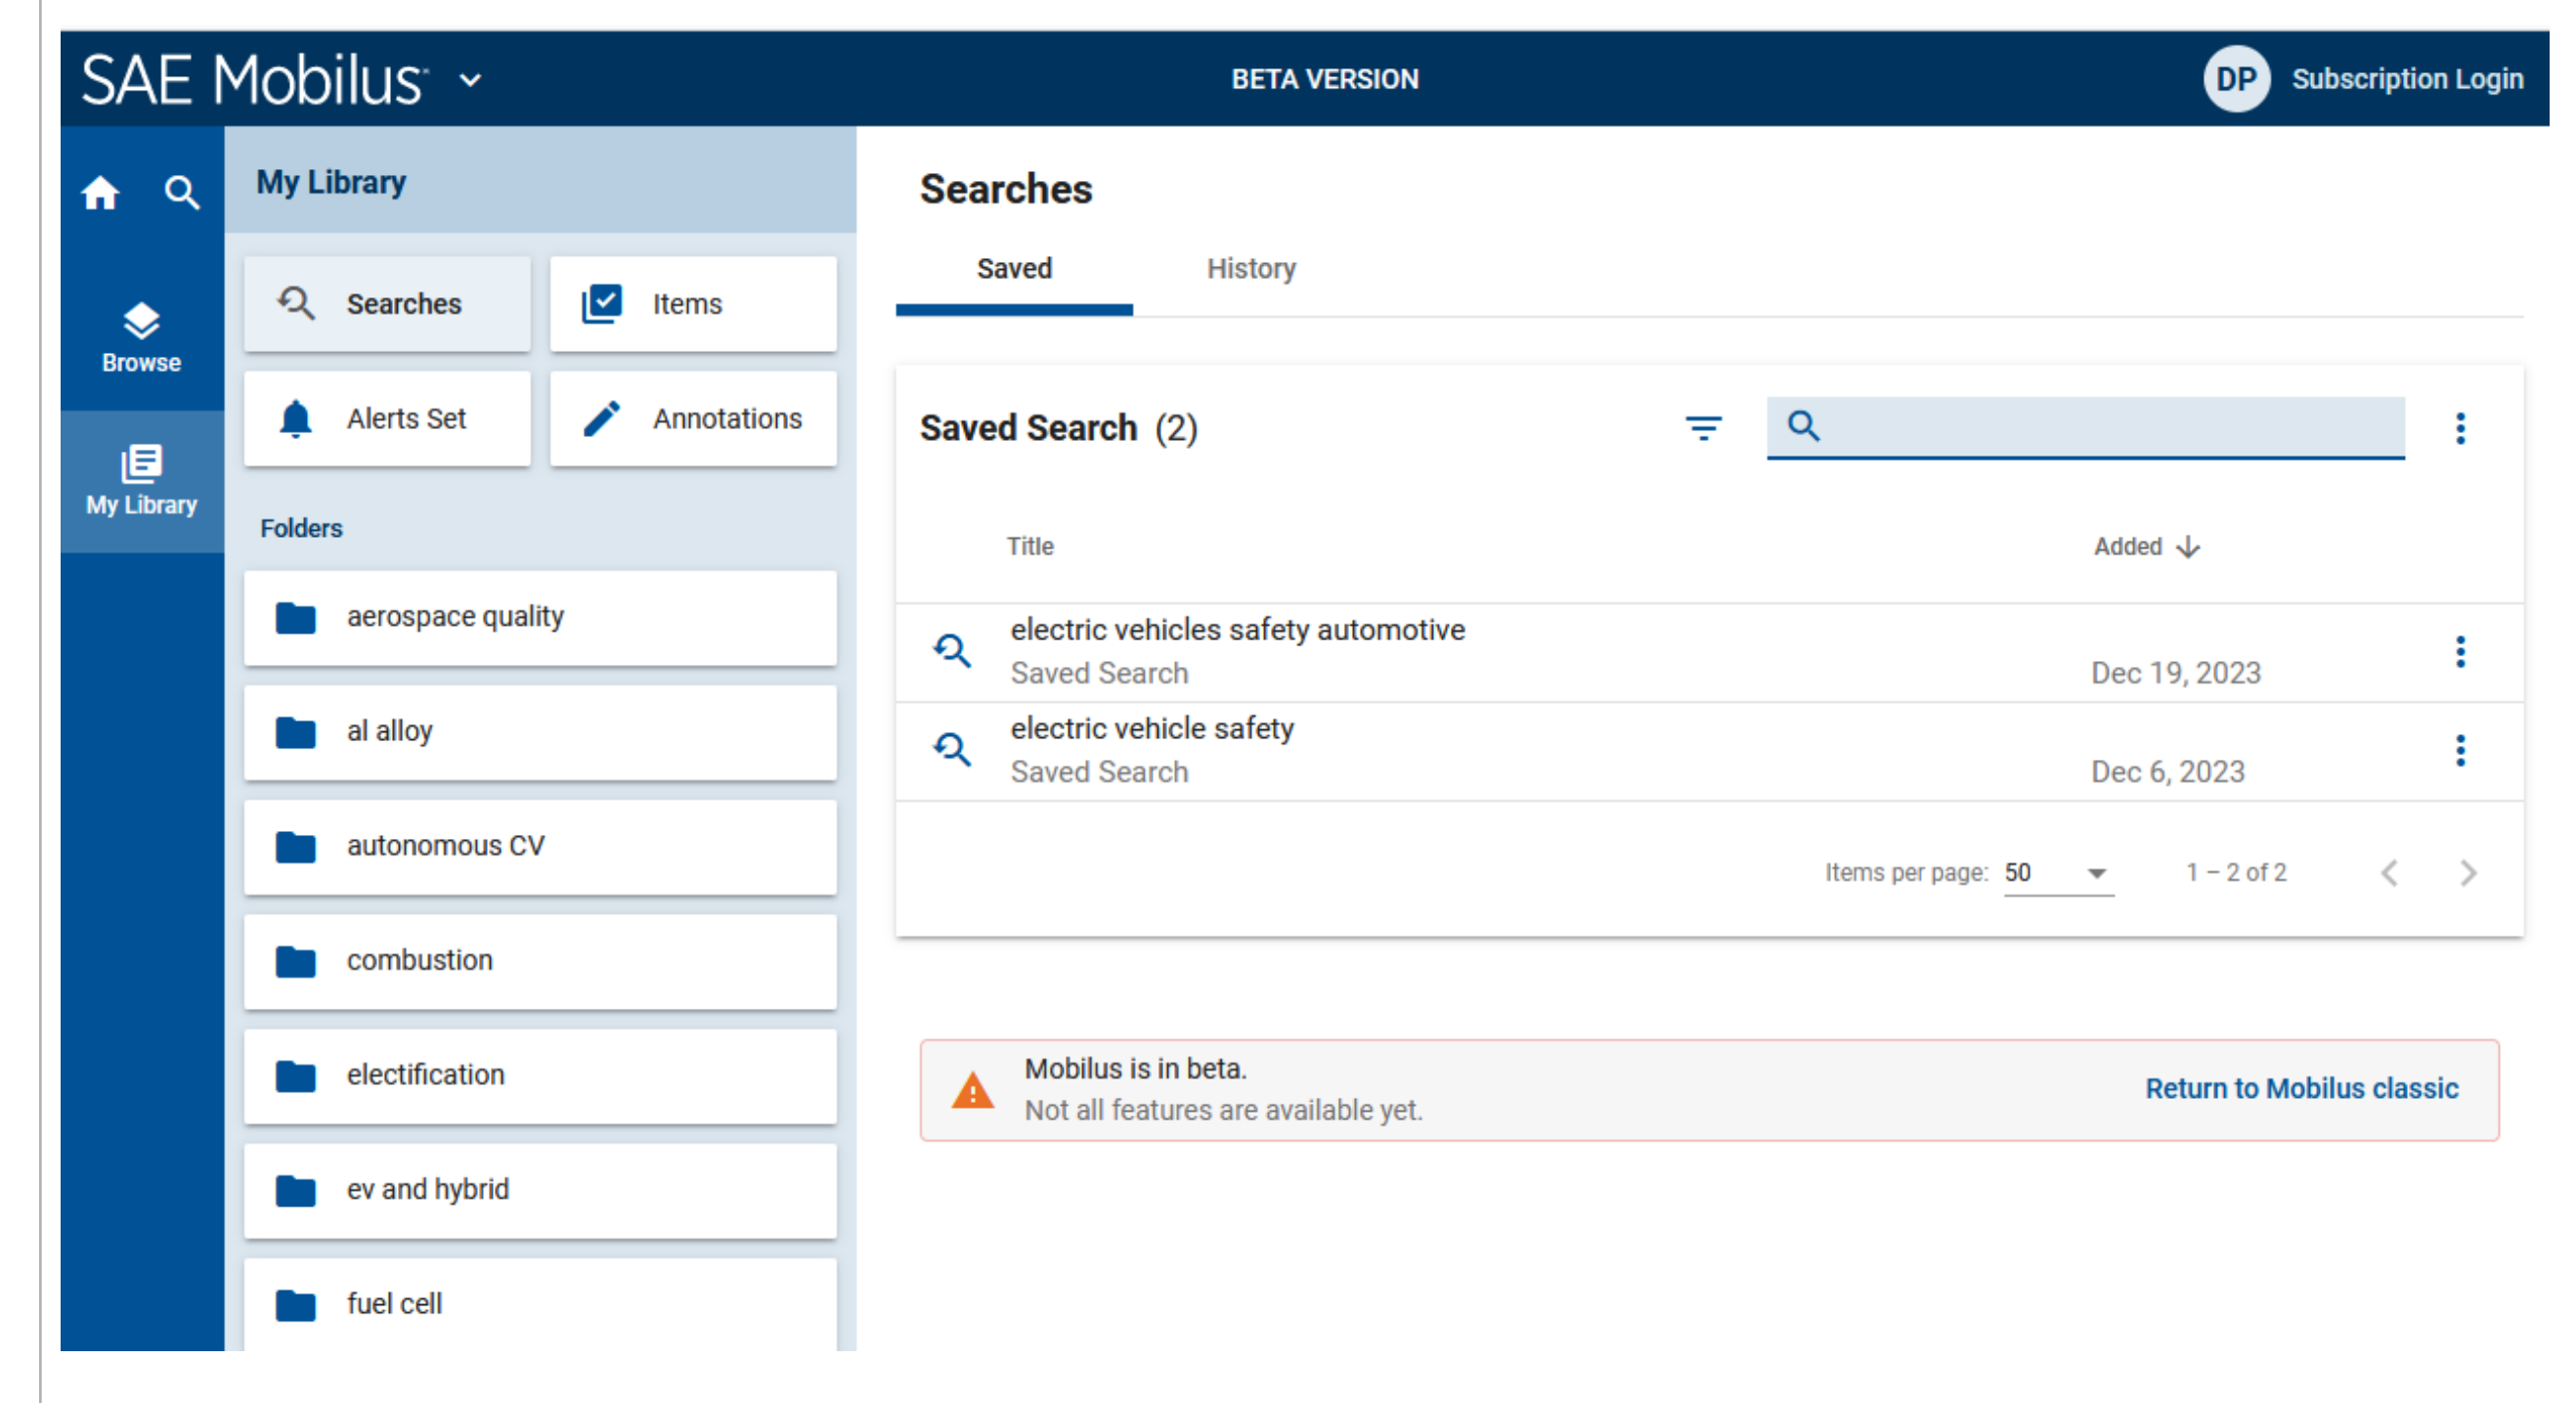 SAE Mobilus
BETA VERSION
DP Subscription Login
Browse
My Library
My Library
Searches
Items
Alerts Set
Annotations
Folders
aerospace quality
al alloy
autonomous CV
combustion
electification
ev and hybrid
fuel cell
Searches
Saved History
Saved Search (2)
Title Added
electric vehicles safety automotive
Saved Search Dec 19, 2023
electric vehicle safety
Saved Search Dec 6, 2023
Items per page: 50 1 – 2 of 2
Mobilus is in beta.
Not all features are available yet.
Return to Mobilus classic